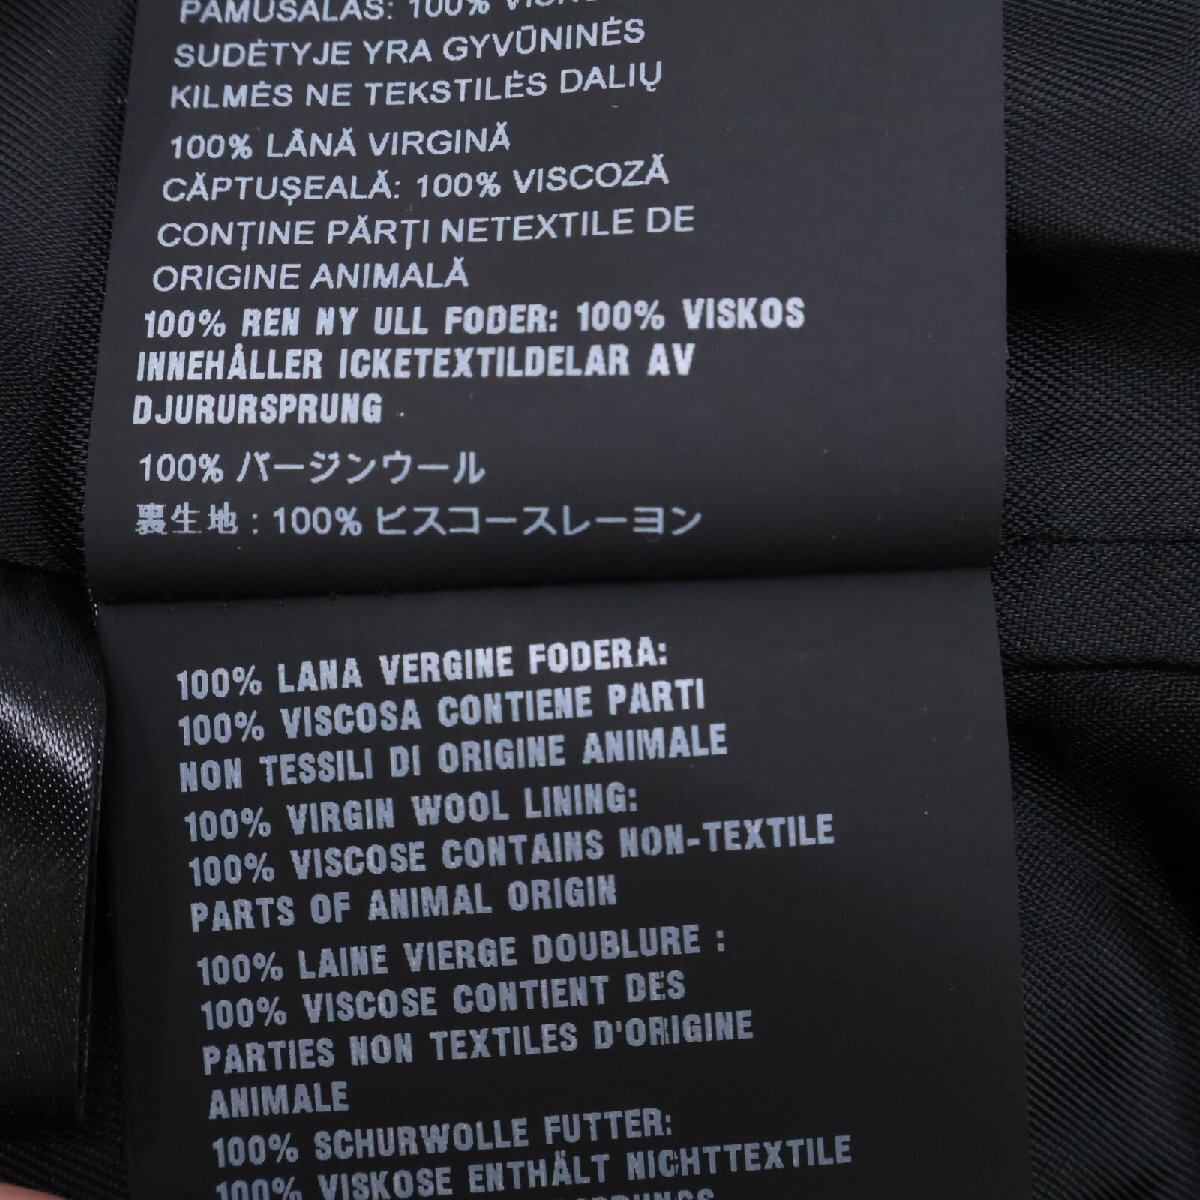 PAMUŠALAS: 100%
SUDĖTYJE YRA GYVŪNINĖS
KILMĖS NE TEKSTILĖS DALIŲ
100% LÂNĂ VIRGINĂ
CĂPTUŞEALĂ: 100% VISCOZĂ
CONŢINE PĂRŢI NETEXTILE DE
ORIGINE ANIMALĂ
100% REN NY ULL FODER: 100% VISKOS
INNEHÅLLER ICKETEXTILDELAR AV
DJURURSPRUNG
100% バージンウール
裏生地 : 100% ビスコースレーヨン
100% LANA VERGINE FODERA:
100% VISCOSA CONTIENE PARTI
NON TESSILI DI ORIGINE ANIMALE
100% VIRGIN WOOL LINING:
100% VISCOSE CONTAINS NON-TEXTILE
PARTS OF ANIMAL ORIGIN
100% LAINE VIERGE DOUBLURE :
100% VISCOSE CONTIENT DES
PARTIES NON TEXTILES D'ORIGINE
ANIMALE
100% SCHURWOLLE FUTTER:
100% VISKOSE ENTHÄLT NICHTTEXTILE